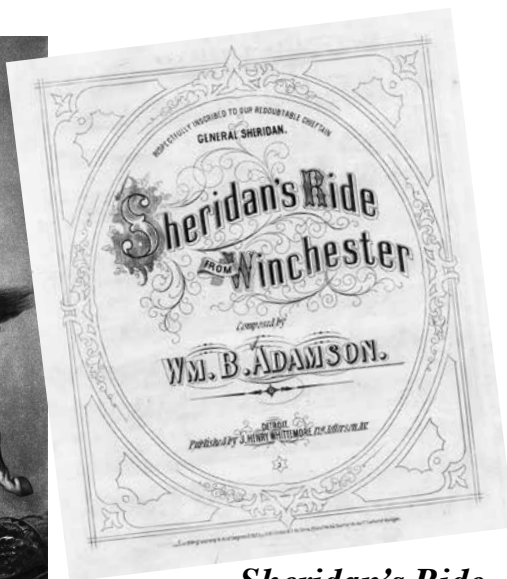 RESPECTFULLY INSCRIBED TO OUR REDOUBTABLE CHIEFTAIN
GENERAL SHERIDAN.
Sheridan's Ride
FROM
Winchester
Composed by
WM. B. ADAMSON.
DETROIT,
Published by J. HENRY WHITTEMORE
Sheridan's Ride